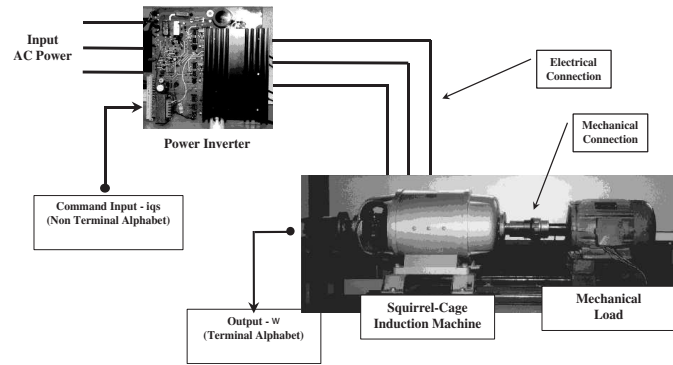 Input
AC Power
Electrical
Connection
Mechanical
Connection
Power Inverter
Command Input - iqs
(Non Terminal Alphabet)
Output - w
(Terminal Alphabet)
Squirrel-Cage
Induction Machine
Mechanical
Load